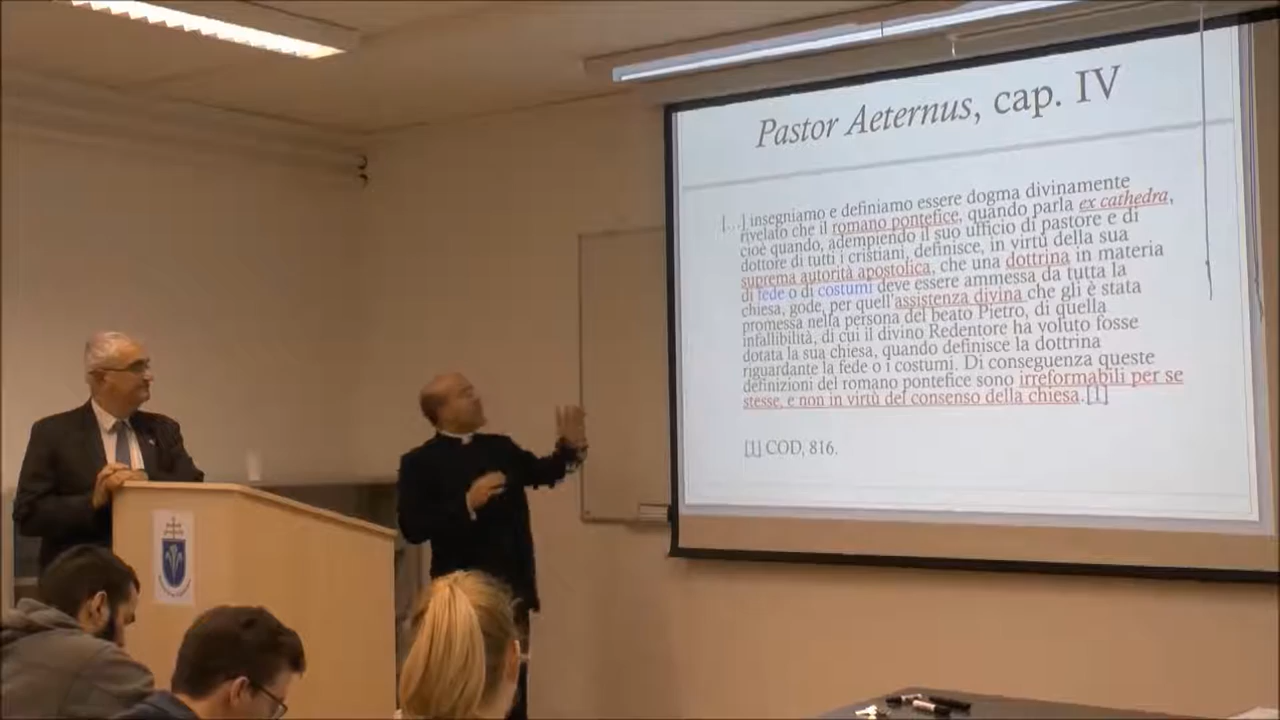 Pastor Aeternus, cap. IV
[…] insegniamo e definiamo essere dogma divinamente
rivelato che il romano pontefice, quando parla ex cathedra,
cioè quando, adempiendo il suo ufficio di pastore e di
dottore di tutti i cristiani, definisce, in virtù della sua
suprema autorità apostolica, che una dottrina in materia
di fede o di costumi deve essere ammessa da tutta la
chiesa, gode, per quell'assistenza divina che gli è stata
promessa nella persona del beato Pietro, di quella
infallibilità, di cui il divino Redentore ha voluto fosse
dotata la sua chiesa, quando definisce la dottrina
riguardante la fede o i costumi. Di conseguenza queste
definizioni del romano pontefice sono irreformabili per se
stesse, e non in virtù del consenso della chiesa.[1]
[1] COD, 816.